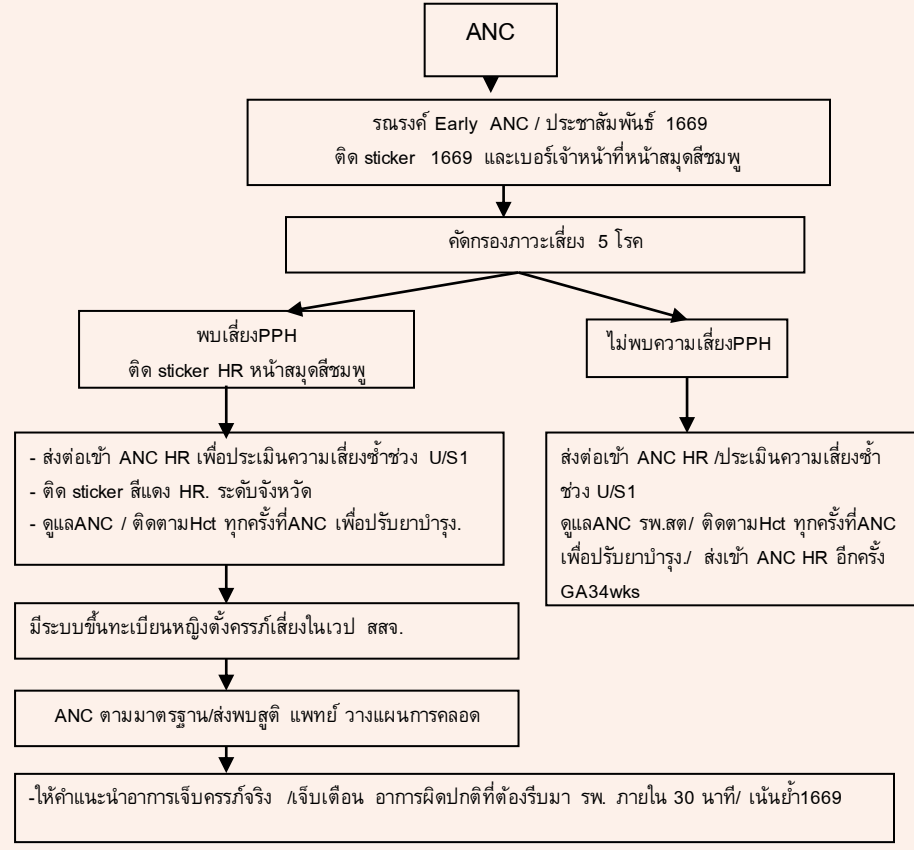 ANC
รณรงค์ Early ANC / ประชาสัมพันธ์ 1669
ติด sticker 1669 และเบอร์เจ้าหน้าที่หน้าสมุดสีชมพู
คัดกรองภาวะเสี่ยง 5 โรค
พบเสี่ยงPPH
ติด sticker HR หน้าสมุดสีชมพู
ไม่พบความเสี่ยงPPH
- ส่งต่อเข้า ANC HR เพื่อประเมินความเสี่ยงซ้ำช่วง U/S1
- ติด sticker สีแดง HR. ระดับจังหวัด
- ดูแลANC / ติดตามHct ทุกครั้งที่ANC เพื่อปรับยาบำรุง.
ส่งต่อเข้า ANC HR /ประเมินความเสี่ยงซ้ำ
ช่วง U/S1
ดูแลANC รพ.สต/ ติดตามHct ทุกครั้งที่ANC
เพื่อปรับยาบำรุง./ ส่งเข้า ANC HR อีกครั้ง
GA34wks
มีระบบขึ้นทะเบียนหญิงตั้งครรภ์เสี่ยงในเวป สสจ.
ANC ตามมาตรฐาน/ส่งพบสูติ แพทย์ วางแผนการคลอด
-ให้คำแนะนำอาการเจ็บครรภ์จริง /เจ็บเตือน อาการผิดปกติที่ต้องรีบมา รพ. ภายใน 30 นาที/ เน้นย้ำ1669